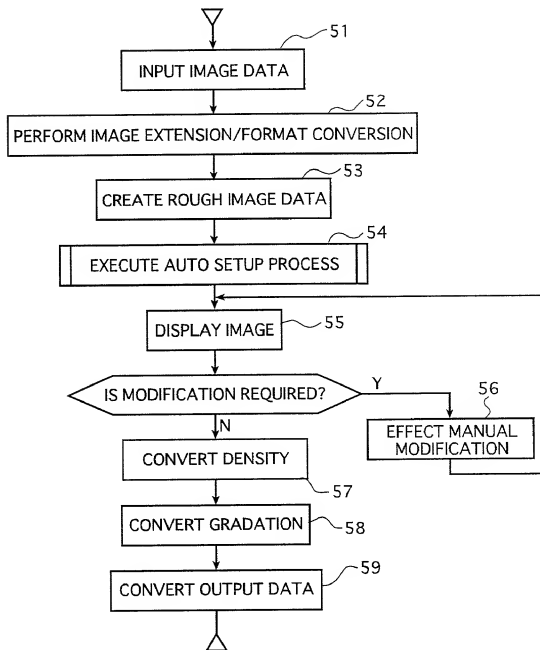 51
INPUT IMAGE DATA
52
PERFORM IMAGE EXTENSION/FORMAT CONVERSION
53
CREATE ROUGH IMAGE DATA
54
EXECUTE AUTO SETUP PROCESS
DISPLAY IMAGE
55
IS MODIFICATION REQUIRED?
Y
56
N
EFFECT MANUAL
MODIFICATION
CONVERT DENSITY
57
CONVERT GRADATION
58
CONVERT OUTPUT DATA
59